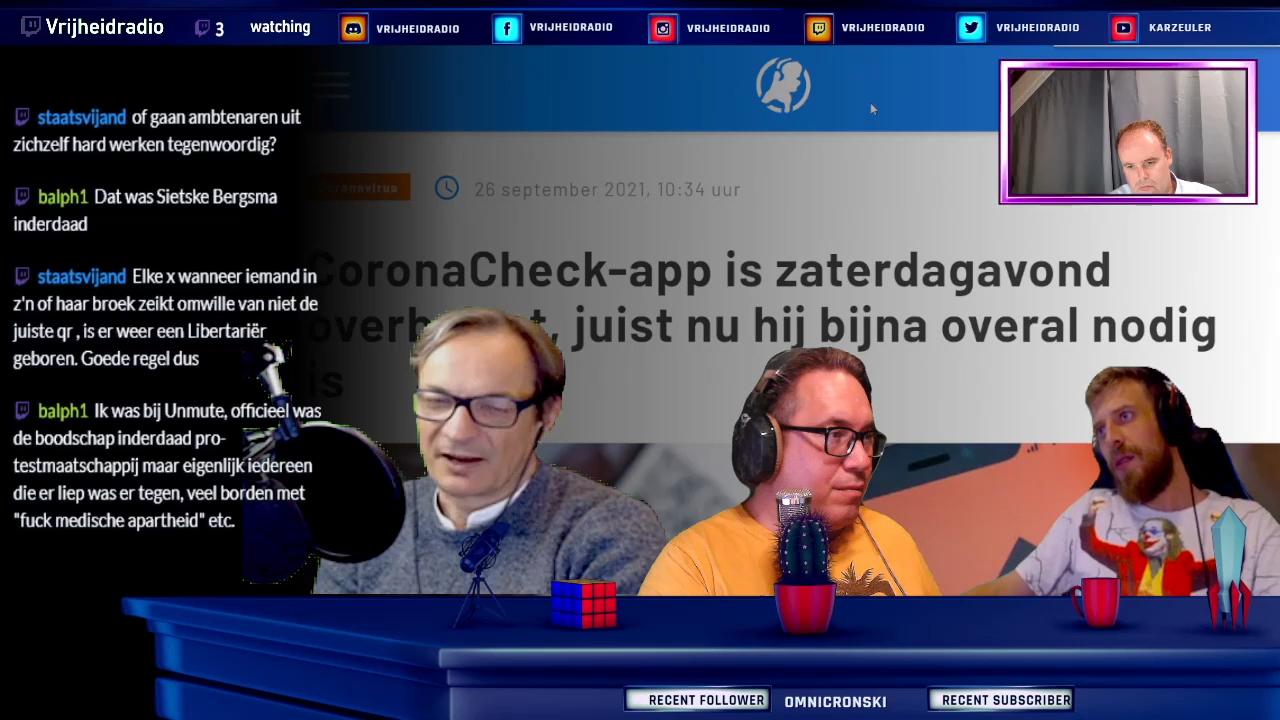 Vrijheidradio
3 watching
VRIJHEIDRADIO
VRIJHEIDRADIO
VRIJHEIDRADIO
VRIJHEIDRADIO
VRIJHEIDRADIO
KARZEULER
staatsvijand of gaan ambtenaren uit
zichzelf hard werken tegenwoordig?
balph1 Dat was Sietske Bergsma
inderdaad
staatsvijand Elke x wanneer iemand in
z'n of haar broek zeikt omwille van niet de
juiste qr , is er weer een Libertariër
geboren. Goede regel dus
balph1 Ik was bij Unmute, officieel was
de boodschap inderdaad pro-
testmaatschappij maar eigenlijk iedereen
die er liep was er tegen, veel borden met
"fuck medische apartheid" etc.
Coronavirus
26 september 2021, 10:34 uur
CoronaCheck-app is zaterdagavond
juist nu hij bijna overal nodig
is
RECENT FOLLOWER
OMNICRONSKI
RECENT SUBSCRIBER